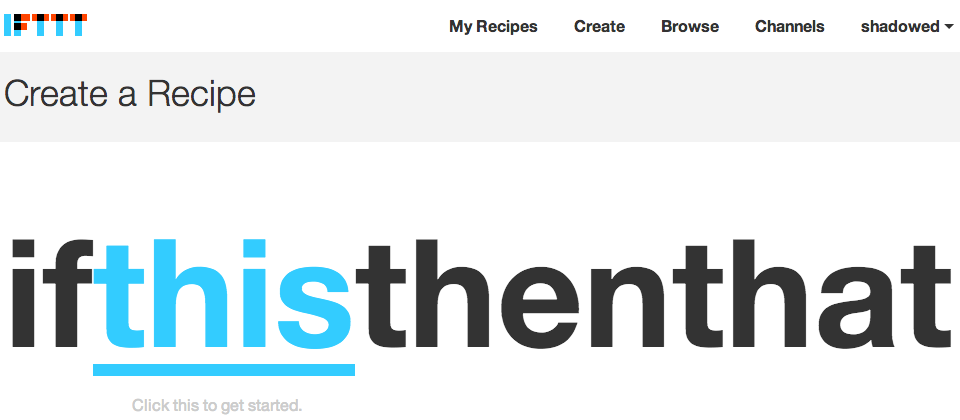 IFTTT My Recipes Create Browse Channels shadowed
Create a Recipe
ifthisthenthat
Click this to get started.